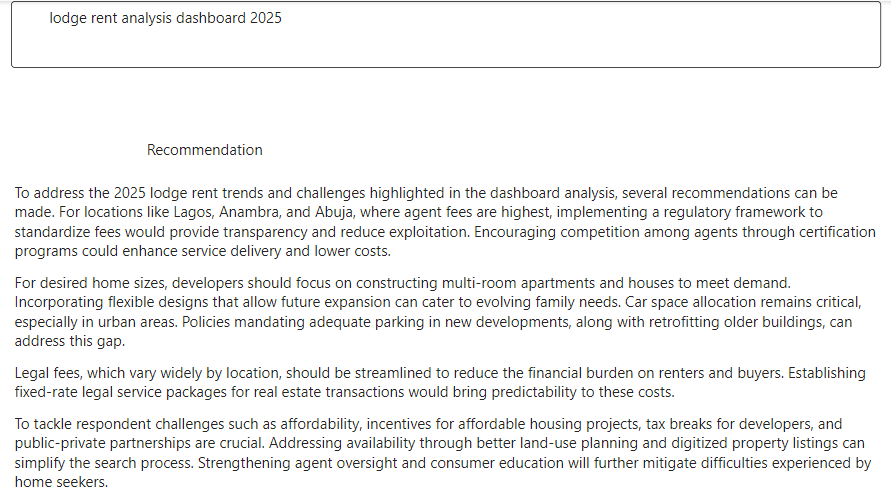 lodge rent analysis dashboard 2025
Recommendation
To address the 2025 lodge rent trends and challenges highlighted in the dashboard analysis, several recommendations can be
made. For locations like Lagos, Anambra, and Abuja, where agent fees are highest, implementing a regulatory framework to
standardize fees would provide transparency and reduce exploitation. Encouraging competition among agents through certification
programs could enhance service delivery and lower costs.
For desired home sizes, developers should focus on constructing multi-room apartments and houses to meet demand.
Incorporating flexible designs that allow future expansion can cater to evolving family needs. Car space allocation remains critical,
especially in urban areas. Policies mandating adequate parking in new developments, along with retrofitting older buildings, can
address this gap.
Legal fees, which vary widely by location, should be streamlined to reduce the financial burden on renters and buyers. Establishing
fixed-rate legal service packages for real estate transactions would bring predictability to these costs.
To tackle respondent challenges such as affordability, incentives for affordable housing projects, tax breaks for developers, and
public-private partnerships are crucial. Addressing availability through better land-use planning and digitized property listings can
simplify the search process. Strengthening agent oversight and consumer education will further mitigate difficulties experienced by
home seekers.